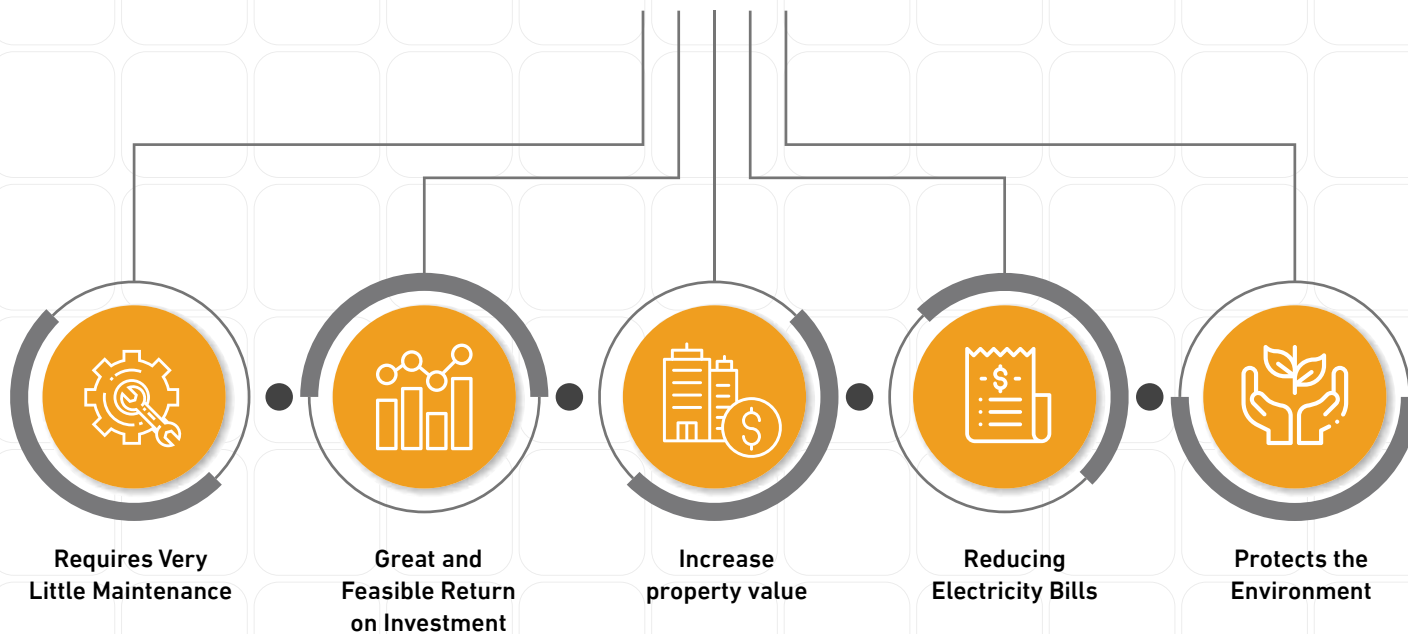 Requires Very
Little Maintenance
Great and
Feasible Return
on Investment
$
Increase
property value
-$-
Reducing
Electricity Bills
Protects the
Environment